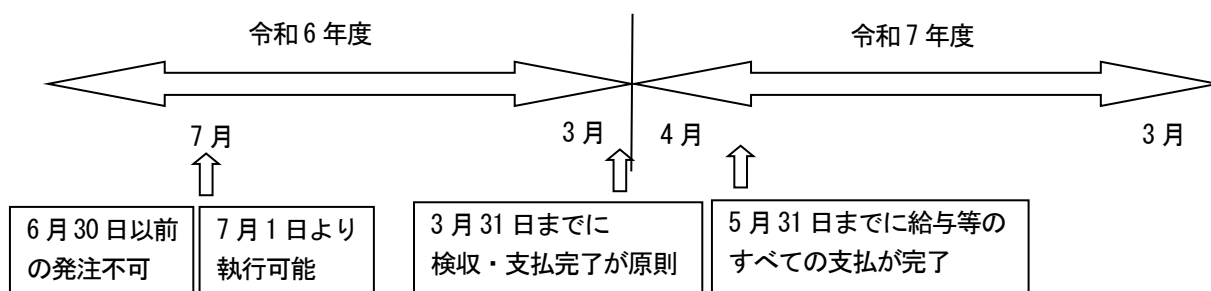 令和6年度
令和7年度
7月
3月
4月
3月
6月30日以前
の発注不可
7月1日より
執行可能
3月31日までに
検収・支払完了が原則
5月31日までに給与等の
すべての支払が完了